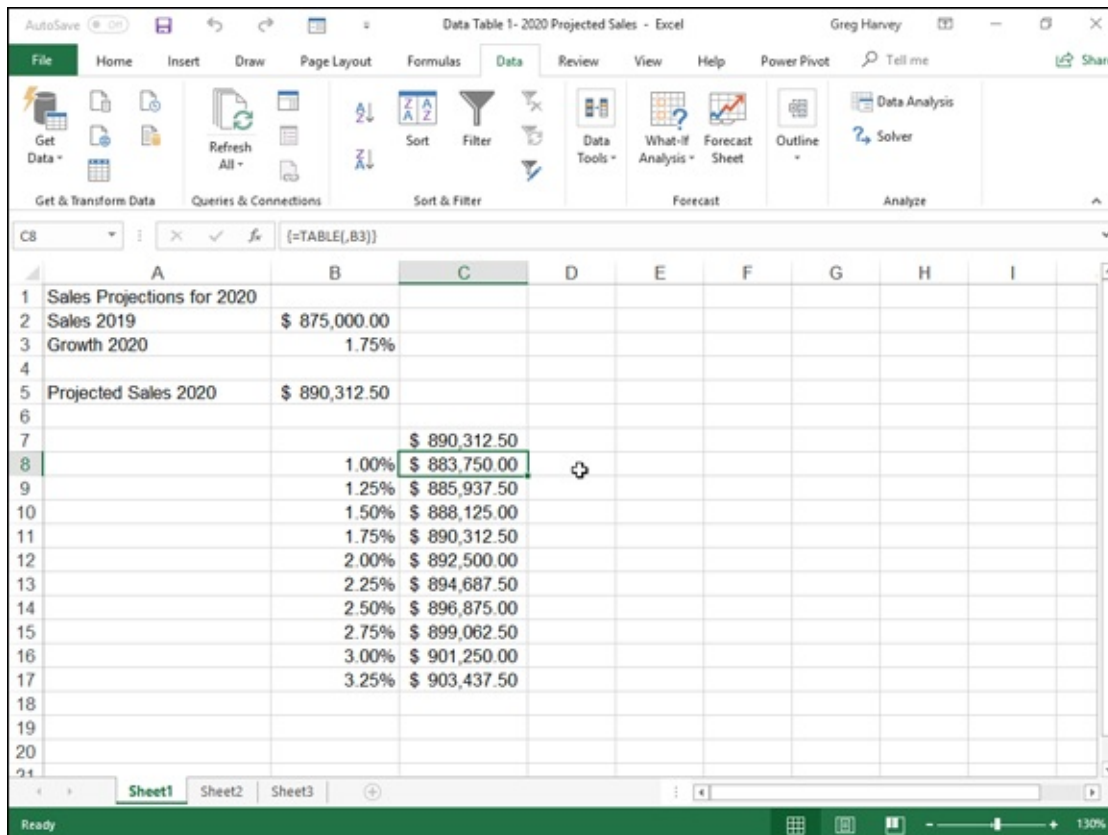 AutoSave Off Data Table 1- 2020 Projected Sales - Excel Greg Harvey
File Home Insert Draw Page Layout Formulas Data Review View Help Power Pivot Tell me Shar
Get Data Refresh All Sort Filter Data Tools What-If Analysis Forecast Sheet Outline Data Analysis Solver
Get & Transform Data Queries & Connections Sort & Filter Forecast Analyze
C8 fx {=TABLE(,B3)}
A B C D E F G H I
1 Sales Projections for 2020
2 Sales 2019 $ 875,000.00
3 Growth 2020 1.75%
4
5 Projected Sales 2020 $ 890,312.50
6
7 $ 890,312.50
8 1.00% $ 883,750.00
9 1.25% $ 885,937.50
10 1.50% $ 888,125.00
11 1.75% $ 890,312.50
12 2.00% $ 892,500.00
13 2.25% $ 894,687.50
14 2.50% $ 896,875.00
15 2.75% $ 899,062.50
16 3.00% $ 901,250.00
17 3.25% $ 903,437.50
18
19
20
21
Sheet1 Sheet2 Sheet3
Ready 130%